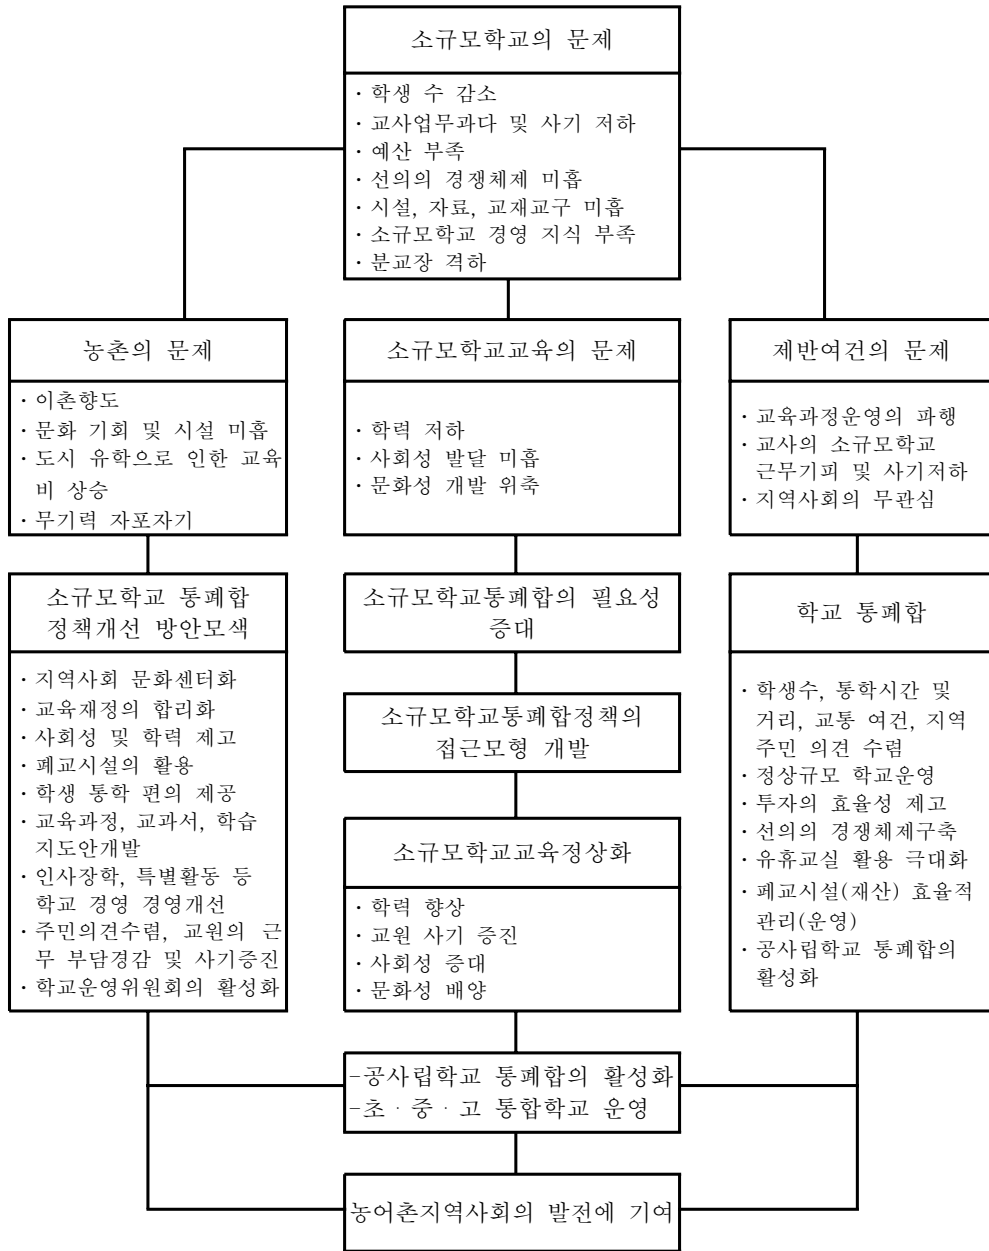 소규모학교의 문제
· 학생 수 감소
· 교사업무과다 및 사기 저하
· 예산 부족
· 선의의 경쟁체제 미흡
· 시설, 자료, 교재교구 미흡
· 소규모학교 경영 지식 부족
· 분교장 격하
농촌의 문제
· 이촌향도
· 문화 기회 및 시설 미흡
· 도시 유학으로 인한 교육
비 상승
· 무기력 자포자기
소규모학교교육의 문제
· 학력 저하
· 사회성 발달 미흡
· 문화성 개발 위축
제반여건의 문제
· 교육과정운영의 파행
· 교사의 소규모학교
근무기피 및 사기저하
· 지역사회의 무관심
소규모학교 통폐합
정책개선 방안모색
· 지역사회 문화센터화
· 교육재정의 합리화
· 사회성 및 학력 제고
· 폐교시설의 활용
· 학생 통학 편의 제공
· 교육과정, 교과서, 학습
지도안개발
· 인사장학, 특별활동 등
학교 경영 경영개선
· 주민의견수렴, 교원의 근
무 부담경감 및 사기증진
· 학교운영위원회의 활성화
소규모학교통폐합의 필요성
증대
소규모학교통폐합정책의
접근모형 개발
소규모학교교육정상화
· 학력 향상
· 교원 사기 증진
· 사회성 증대
· 문화성 배양
학교 통폐합
· 학생수, 통학시간 및
거리, 교통 여건, 지역
주민 의견 수렴
· 정상규모 학교운영
· 투자의 효율성 제고
· 선의의 경쟁체제구축
· 유휴교실 활용 극대화
· 폐교시설(재산) 효율적
관리(운영)
· 공사립학교 통폐합의
활성화
-공사립학교 통폐합의 활성화
-초 · 중 · 고 통합학교 운영
농어촌지역사회의 발전에 기여